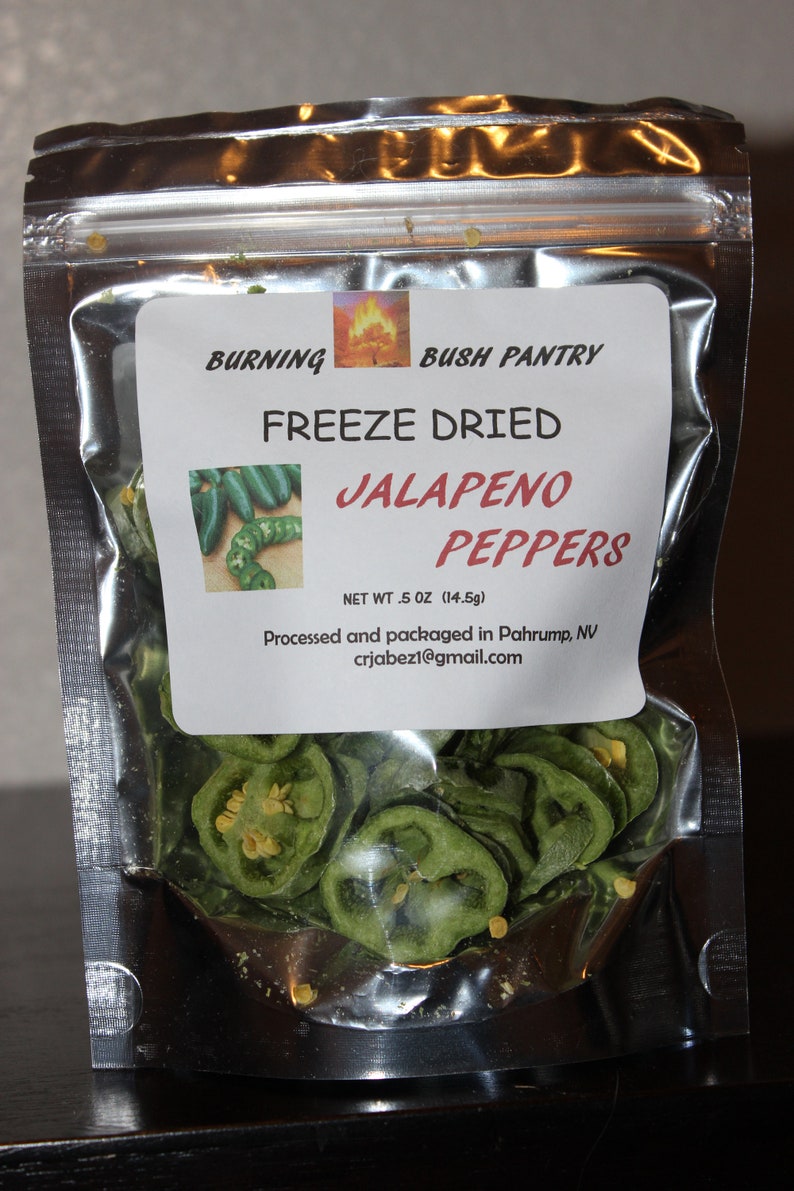 BURNING BUSH PANTRY
FREEZE DRIED
JALAPENO
PEPPERS
NET WT .5 OZ (14.5g)
Processed and packaged in Pahrump, NV
crjabez1@gmail.com